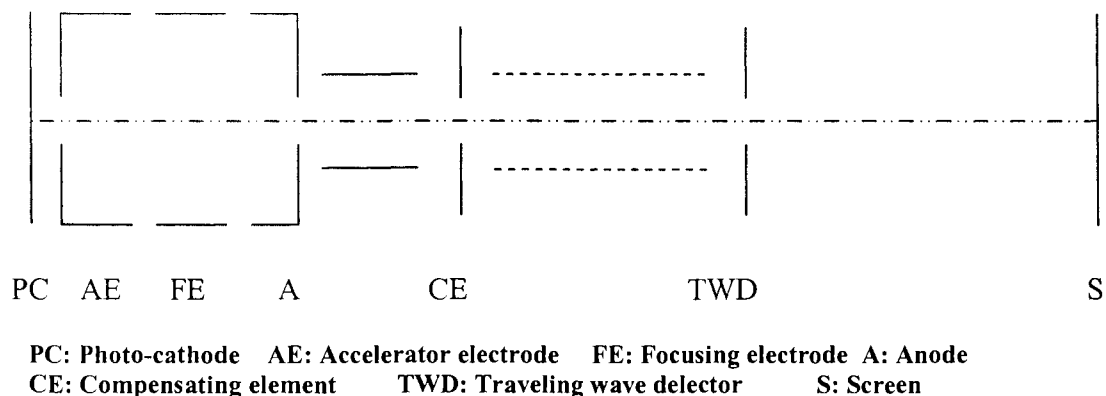 PC AE FE A CE TWD S
PC: Photo-cathode AE: Accelerator electrode FE: Focusing electrode A: Anode
CE: Compensating element TWD: Traveling wave delector S: Screen